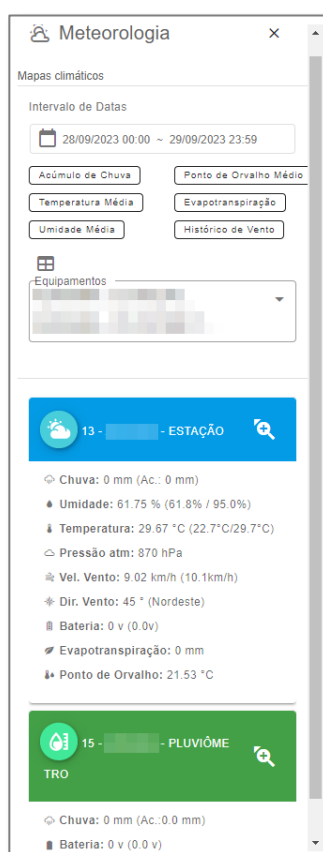 Meteorologia
Mapas climáticos
Intervalo de Datas
28/09/2023 00:00 ~ 29/09/2023 23:59
Acúmulo de Chuva
Ponto de Orvalho Médio
Temperatura Média
Evapotranspiração
Umidade Média
Histórico de Vento
Equipamentos
13 - - ESTAÇÃO
Chuva: 0 mm (Ac.: 0 mm)
Umidade: 61.75 % (61.8% / 95.0%)
Temperatura: 29.67 °C (22.7°C/29.7°C)
Pressão atm: 870 hPa
Vel. Vento: 9.02 km/h (10.1km/h)
Dir. Vento: 45 ° (Nordeste)
Bateria: 0 v (0.0v)
Evapotranspiração: 0 mm
Ponto de Orvalho: 21.53 °C
15 - - PLUVIÔME
TRO
Chuva: 0 mm (Ac.:0.0 mm)
Bateria: 0 v (0.0 v)